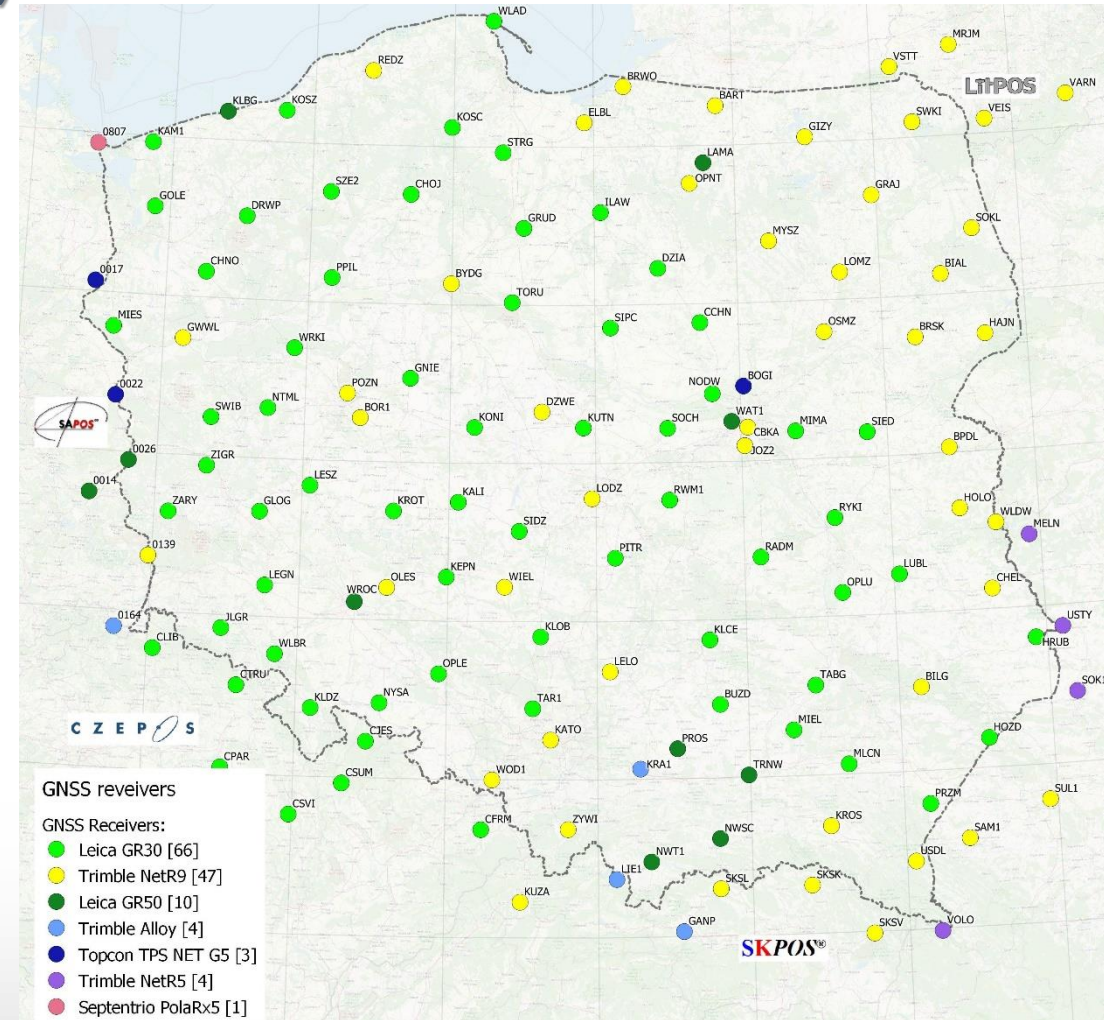 WLAD
MRJM
REDZ
VSTT
LitPOS
BRWO
VARN
KLBG
KOSZ
BART
VEIS
KOSC
ELBL
SWKI
0807
KAM1
GIZY
STRG
LAMA
OPNT
SZE2
CHOJ
GRAJ
GOLE
DRWP
ILAW
GRUD
SOKL
MYSZ
CHNO
DZIA
LOMZ
BIAL
0017
PPIL
BYDG
TORU
MIES
CCHN
SIPC
GWWL
OSMZ
BRSK
HAJN
WRKI
GNIE
BOGI
0022
POZN
NODW
SAPOS
NTML
SWIB
BOR1
DZWE
KONI
KUTN
SOCH
WAT1
CBKA
MIMA
SIED
JOZ2
BPDL
0026
ZIGR
LESZ
0014
ZARY
GLOG
KROT
KALI
LODZ
RWM1
HOLO
RYKI
WLDW
MELN
SIDZ
0139
PITR
RADM
LEGN
WROC
OLES
KEPN
WIEL
OPLU
LUBL
CHEL
0164
JLGR
CLIB
WLBR
KLOB
KLCE
USTY
HRUB
CTRU
OPLE
LELO
TABG
BILG
SOK1
KLDZ
NYSA
TAR1
BUZD
CZEPOS
CJES
KATO
MIEL
HOZD
PROS
CPAR
CSUM
WOD1
KRA1
TRNW
MLCN
CSVI
PRZM
SUL1
CFRM
ZYWI
NWSC
KROS
SAM1
NWT1
USDL
LIE1
SKSL
SKSK
KUZA
GANP
SKSV
VOLO
SKPOS®
GNSS reveivers
GNSS Receivers:
Leica GR30 [66]
Trimble NetR9 [47]
Leica GR50 [10]
Trimble Alloy [4]
Topcon TPS NET G5 [3]
Trimble NetR5 [4]
Septentrio PolaRx5 [1]